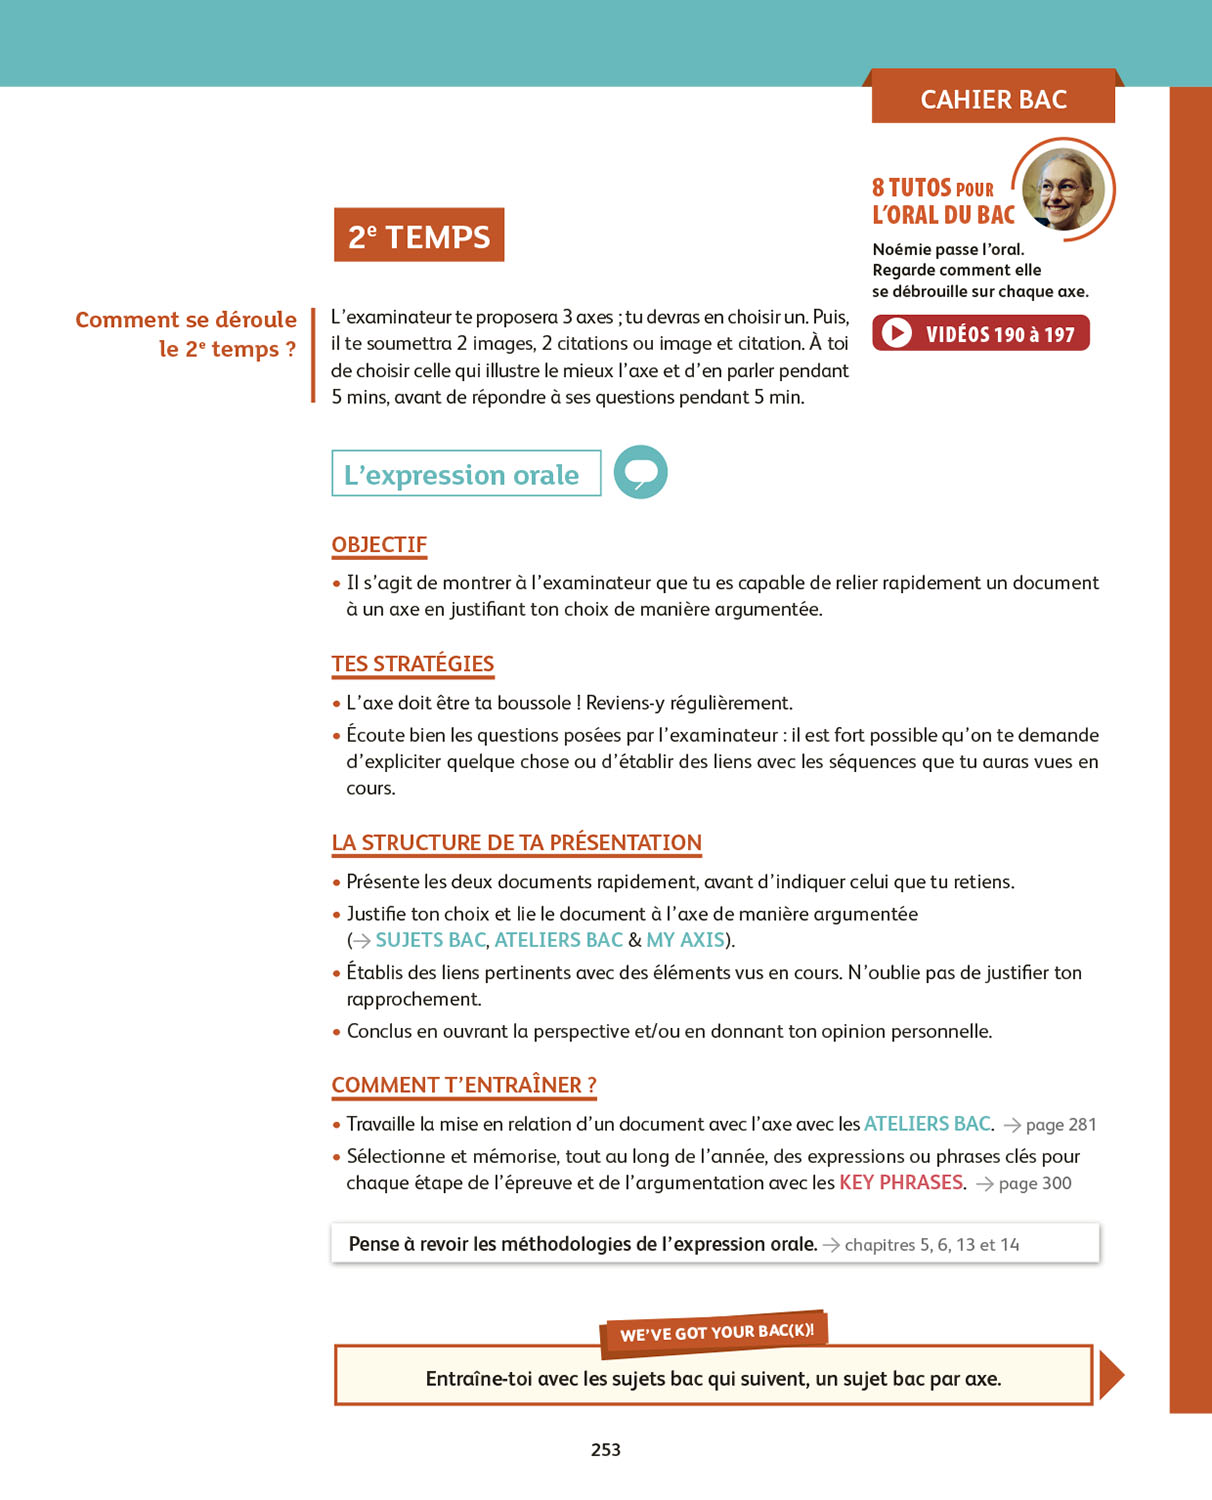 CAHIER BAC
8 TUTOS POUR
L'ORAL DU BAC
Noémie passe l'oral.
Regarde comment elle
se débrouille sur chaque axe.
VIDÉOS 190 à 197
2e TEMPS
Comment se déroule
le 2e temps ?
L'examinateur te proposera 3 axes ; tu devras en choisir un. Puis,
il te soumettra 2 images, 2 citations ou image et citation. À toi
de choisir celle qui illustre le mieux l'axe et d'en parler pendant
5 mins, avant de répondre à ses questions pendant 5 min.
L'expression orale
OBJECTIF
• Il s'agit de montrer à l'examinateur que tu es capable de relier rapidement un document
à un axe en justifiant ton choix de manière argumentée.
TES STRATÉGIES
• L'axe doit être ta boussole ! Reviens-y régulièrement.
• Écoute bien les questions posées par l'examinateur : il est fort possible qu'on te demande
d'expliciter quelque chose ou d'établir des liens avec les séquences que tu auras vues en
cours.
LA STRUCTURE DE TA PRÉSENTATION
• Présente les deux documents rapidement, avant d'indiquer celui que tu retiens.
• Justifie ton choix et lie le document à l'axe de manière argumentée
(→ SUJETS BAC, ATELIERS BAC & MY AXIS).
• Établis des liens pertinents avec des éléments vus en cours. N'oublie pas de justifier ton
rapprochement.
• Conclus en ouvrant la perspective et/ou en donnant ton opinion personnelle.
COMMENT T'ENTRAÎNER ?
• Travaille la mise en relation d'un document avec l'axe avec les ATELIERS BAC. → page 281
• Sélectionne et mémorise, tout au long de l'année, des expressions ou phrases clés pour
chaque étape de l'épreuve et de l'argumentation avec les KEY PHRASES. → page 300
Pense à revoir les méthodologies de l'expression orale. → chapitres 5, 6, 13 et 14
WE'VE GOT YOUR BAC(K)!
Entraîne-toi avec les sujets bac qui suivent, un sujet bac par axe.
253